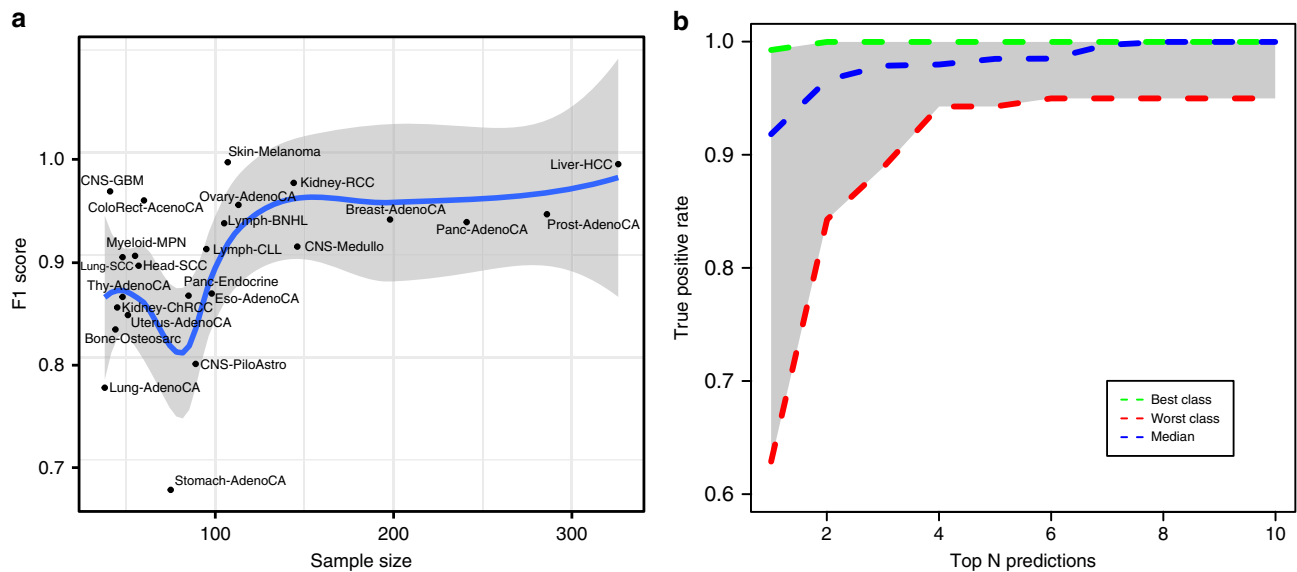 a
F1 score
1.0
0.9
0.8
0.7
Skin-Melanoma
Liver-HCC
CNS-GBM
Kidney-RCC
ColoRect-AcenoCA
Ovary-AdenoCA
Breast-AdenoCA
Lymph-BNHL
Panc-AdenoCA
Prost-AdenoCA
Myeloid-MPN
Lymph-CLL
CNS-Medullo
Lung-SCC
Head-SCC
Thy-AdenoCA
Panc-Endocrine
Eso-AdenoCA
Kidney-ChRCC
Uterus-AdenoCA
Bone-Osteosarc
CNS-PiloAstro
Lung-AdenoCA
Stomach-AdenoCA
100
200
300
Sample size
b
True positive rate
1.0
0.9
0.8
0.7
0.6
Best class
Worst class
Median
2
4
6
8
10
Top N predictions